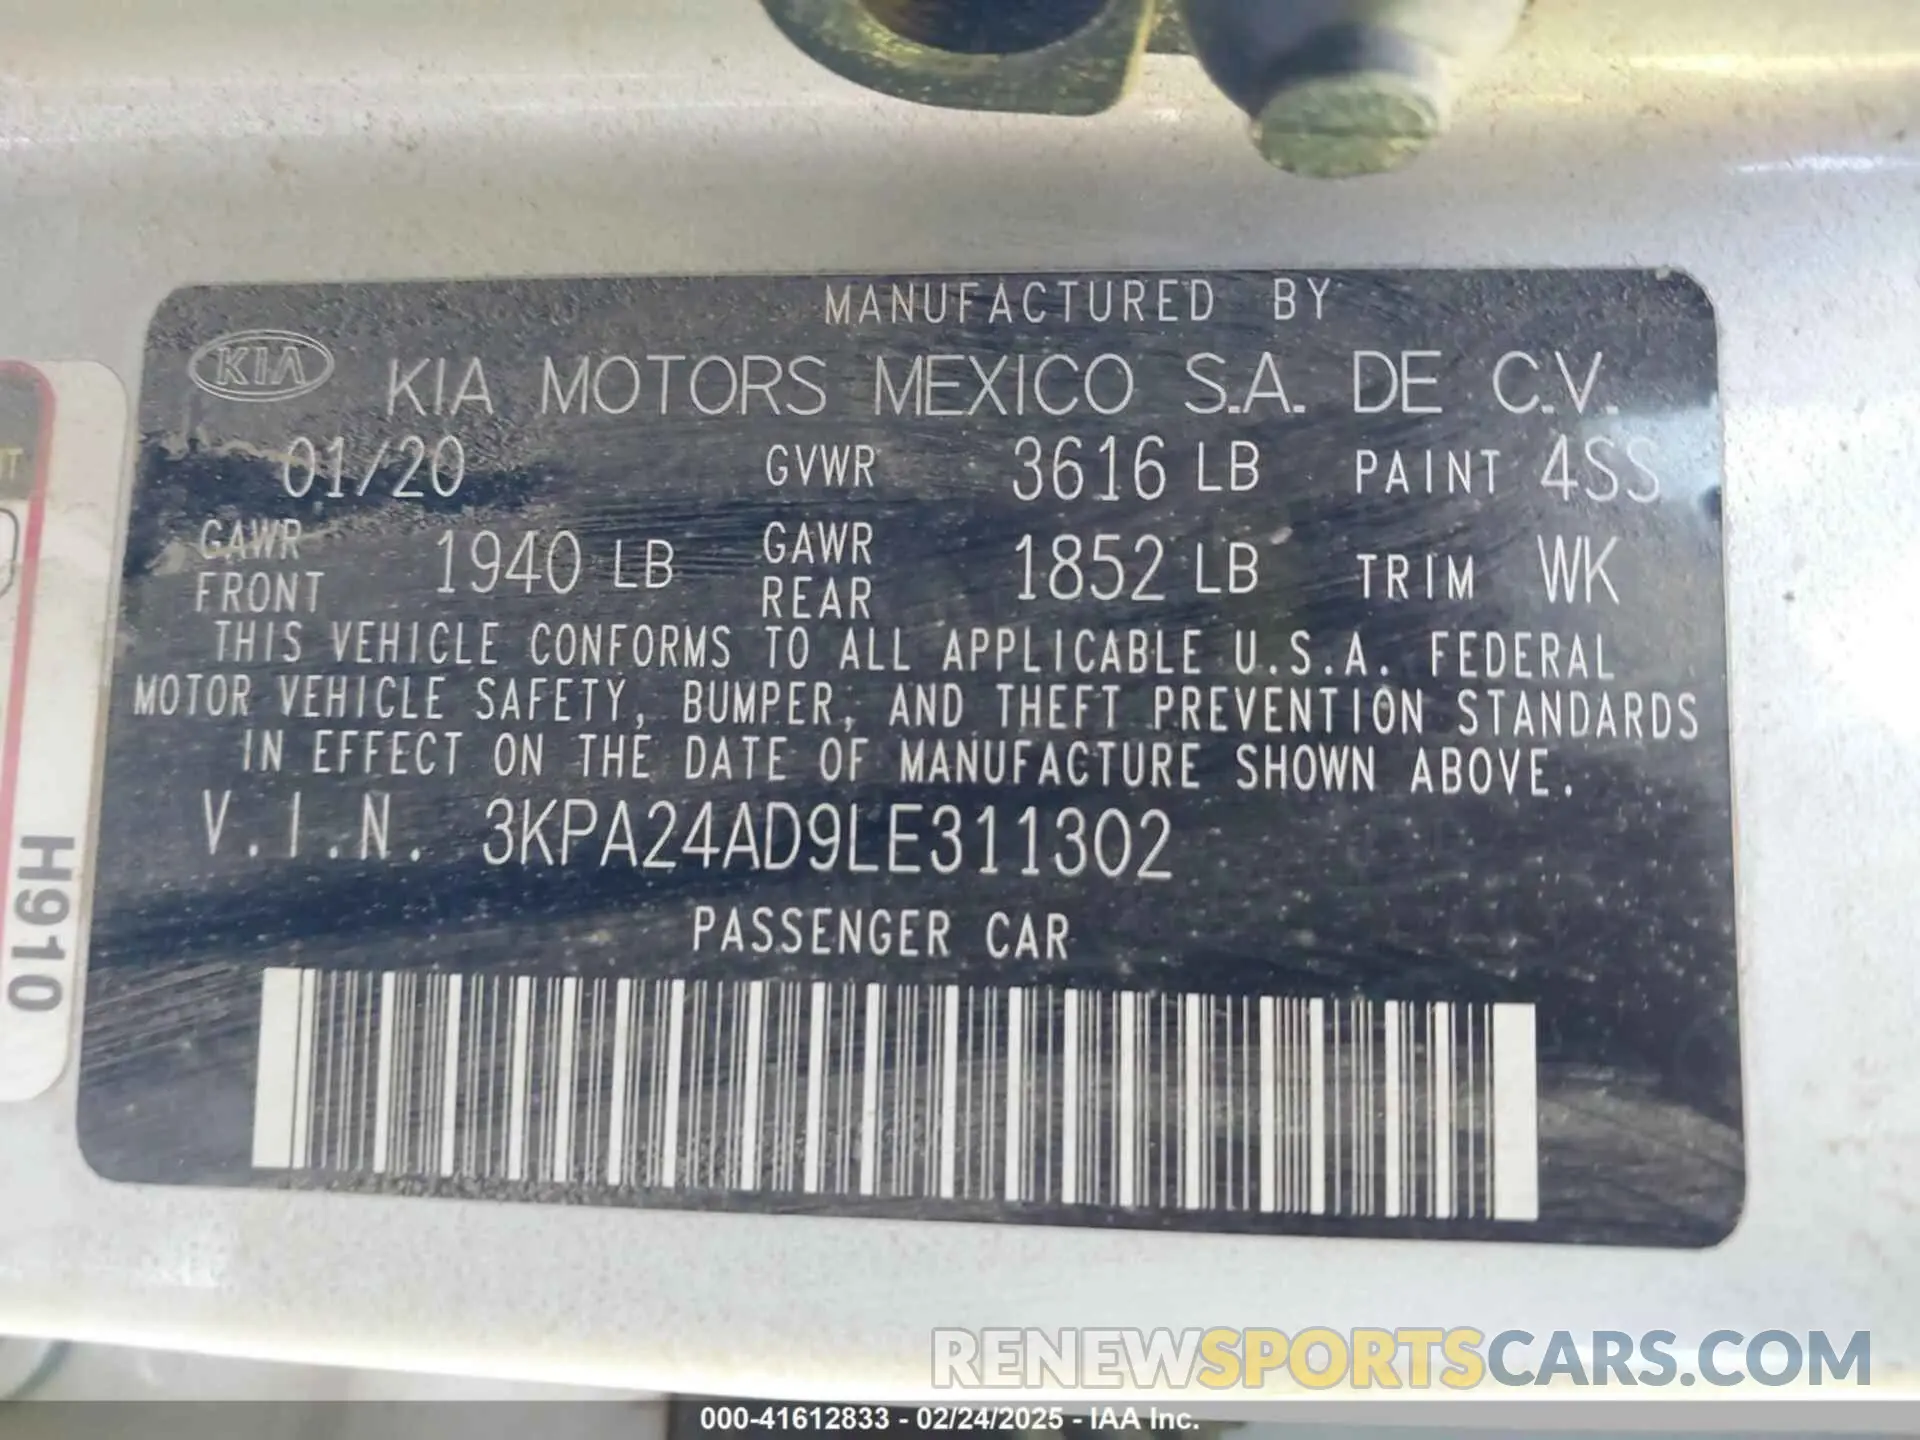 MANUFACTURED BY
KIA KIA MOTORS MEXICO S.A. DE C.V.
01/20 GVWR 3616 LB PAINT 4SS
GAWR FRONT 1940 LB GAWR REAR 1852 LB TRIM WK
THIS VEHICLE CONFORMS TO ALL APPLICABLE U.S.A. FEDERAL
MOTOR VEHICLE SAFETY, BUMPER, AND THEFT PREVENTION STANDARDS
IN EFFECT ON THE DATE OF MANUFACTURE SHOWN ABOVE.
V.I.N. 3KPA24AD9LE311302
PASSENGER CAR
H910
RENEWSPORTSCARS.COM
000-41612833 - 02/24/2025 - IAA Inc.